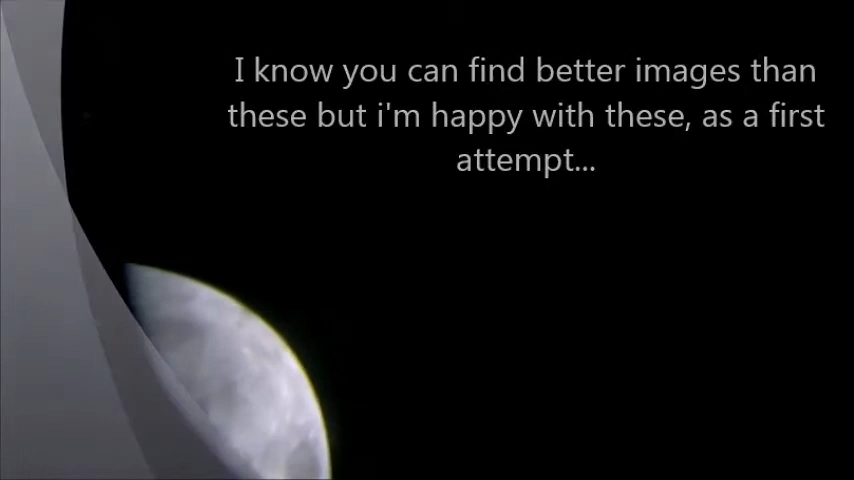 I know you can find better images than
these but i'm happy with these, as a first
attempt...